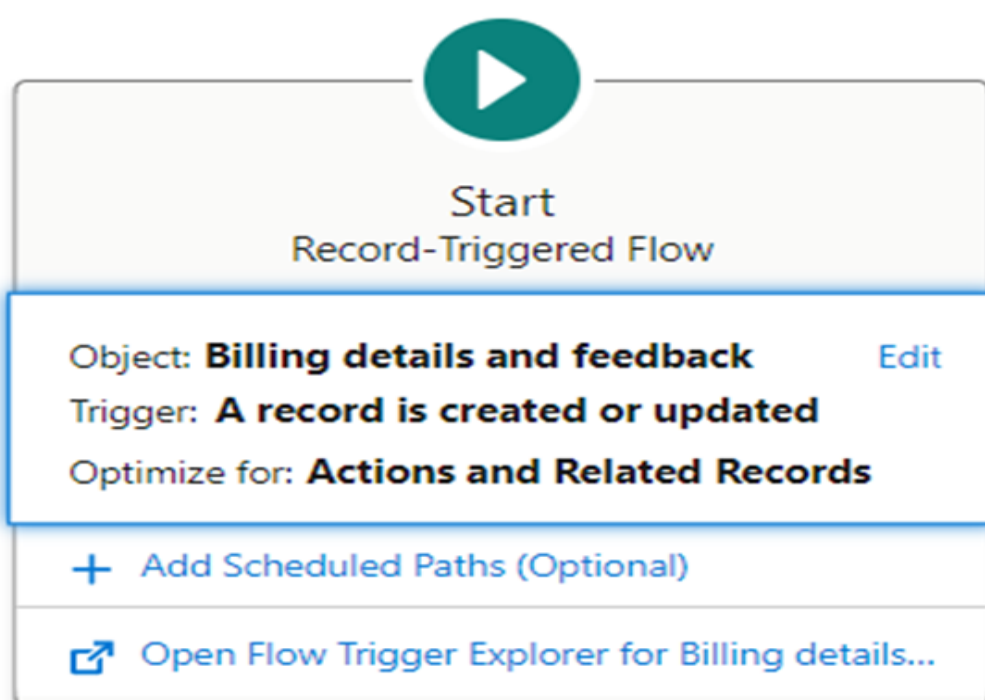 Start
Record-Triggered Flow
Object: Billing details and feedback Edit
Trigger: A record is created or updated
Optimize for: Actions and Related Records
+ Add Scheduled Paths (Optional)
Open Flow Trigger Explorer for Billing details...